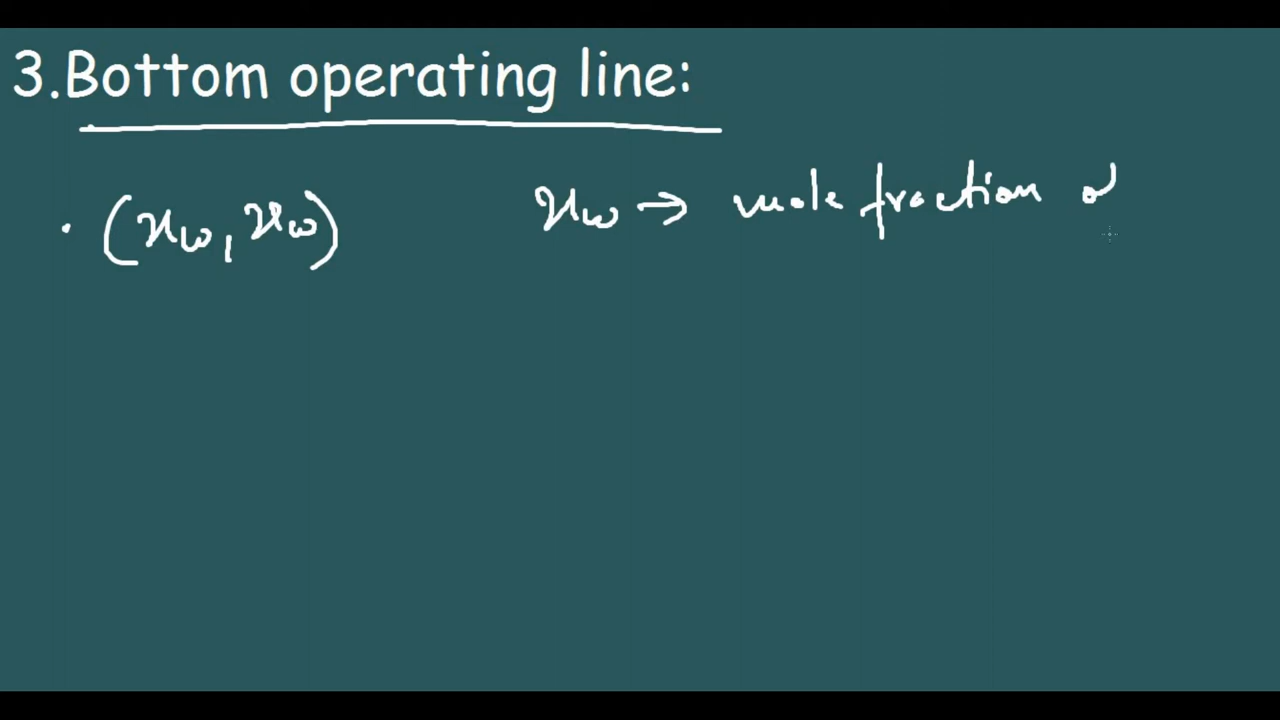 3.Bottom operating line:
. (xw, xw) xw → mole fraction o